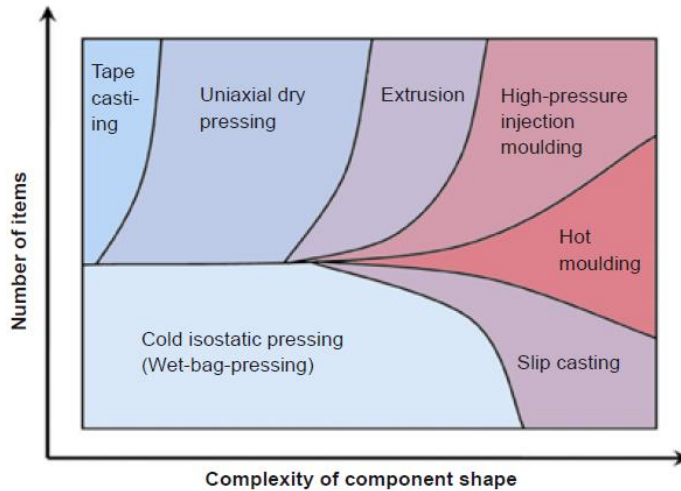 Tape
casti-
ing
Uniaxial dry
pressing
Extrusion
High-pressure
injection
moulding
Hot
moulding
Cold isostatic pressing
(Wet-bag-pressing)
Slip casting
Number of items
Complexity of component shape